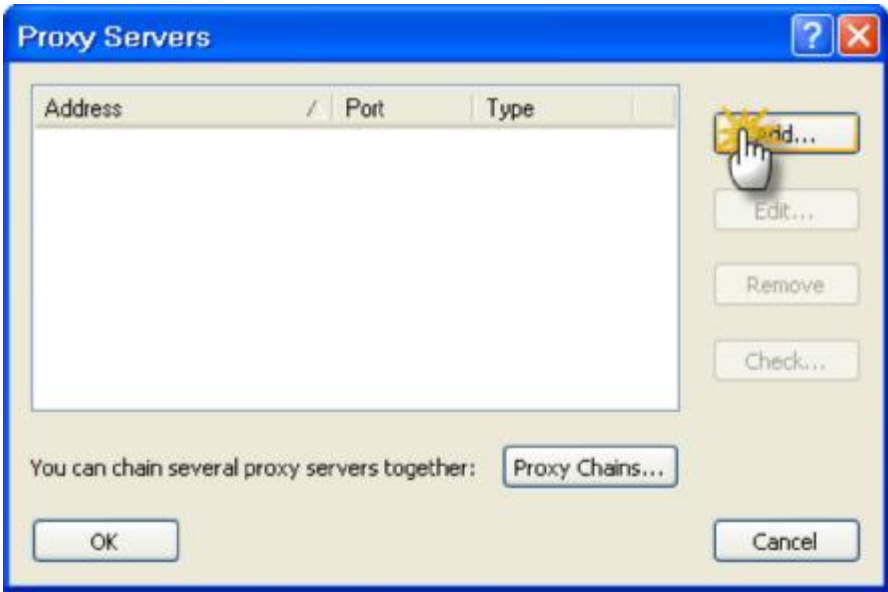 Proxy Servers
Address Port Type
Add...
Edit...
Remove
Check...
You can chain several proxy servers together: Proxy Chains...
OK Cancel